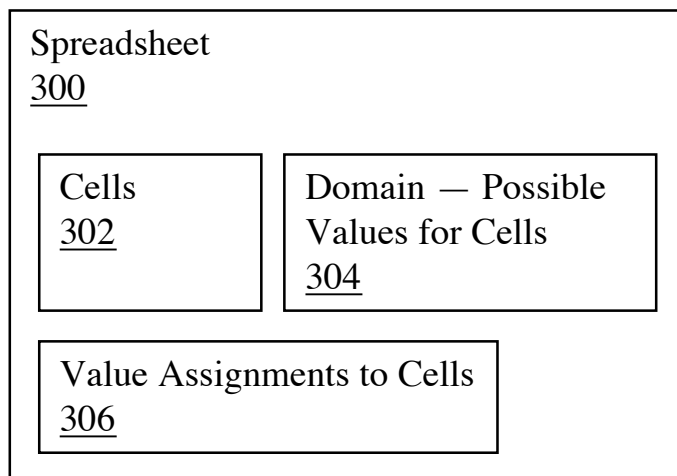 Spreadsheet
300
Cells
302
Domain — Possible
Values for Cells
304
Value Assignments to Cells
306